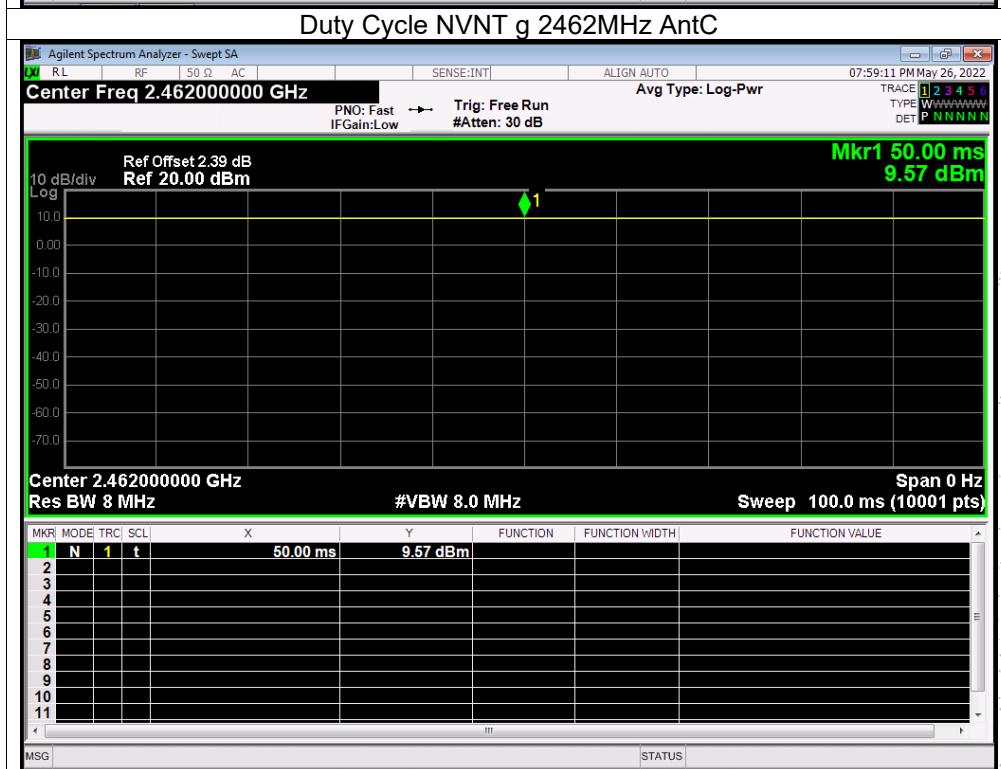 Duty Cycle NVNT g 2462MHz AntC
Agilent Spectrum Analyzer - Swept SA
LXI RL RF 50 Ω AC SENSE:INT ALIGN AUTO 07:59:11 PM May 26, 2022
Center Freq 2.462000000 GHz Avg Type: Log-Pwr TRACE 1 2 3 4 5 6
PNO: Fast Trig: Free Run TYPE WWWWWW
IFGain:Low #Atten: 30 dB DET P N N N N N
Mkr1 50.00 ms
Ref Offset 2.39 dB
10 dB/div Ref 20.00 dBm 9.57 dBm
Log
1
10.0
0.00
-10.0
-20.0
-30.0
-40.0
-50.0
-60.0
-70.0
Center 2.462000000 GHz Span 0 Hz
Res BW 8 MHz #VBW 8.0 MHz Sweep 100.0 ms (10001 pts)
MKR MODE TRC SCL X Y FUNCTION FUNCTION WIDTH FUNCTION VALUE
1 N 1 t 50.00 ms 9.57 dBm
2
3
4
5
6
7
8
9
10
11
MSG STATUS